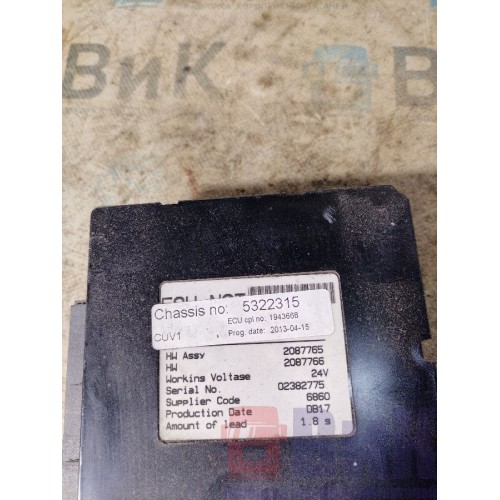 ВиК
Chassis no: 5322315
ECU cpl no: 1943668
CUV1 Prog. date: 2013-04-15
HW Assy 2087765
HW 2087766
Workins Voltase 24V
Serial No. 02382775
Supplier Code 6860
Production Date 0B17
Amount of lead 1.8 s